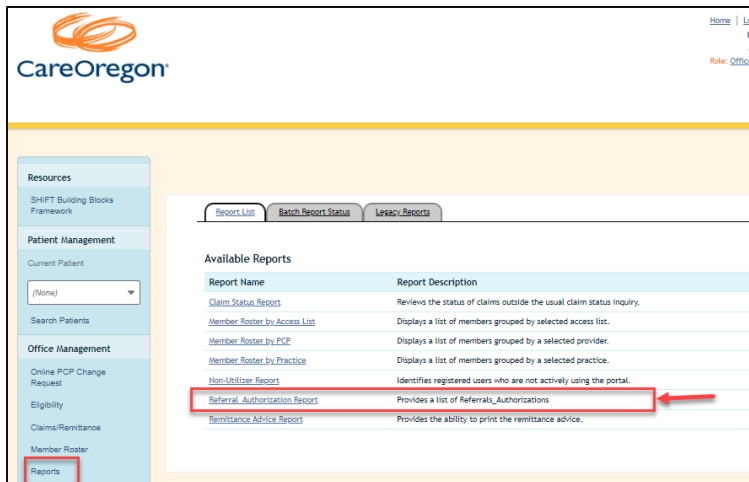 CareOregon®
Home
Role: Office
Resources
SHIFT Building Blocks
Framework
Patient Management
Current Patient
(None)
Search Patients
Office Management
Online PCP Change
Request
Eligibility
Claims/Remittance
Member Roster
Reports
Report List Batch Report Status Legacy Reports
Available Reports
Report Name Report Description
Claim Status Report Reviews the status of claims outside the usual claim status inquiry.
Member Roster by Access List Displays a list of members grouped by selected access list.
Member Roster by PCP Displays a list of members grouped by a selected provider.
Member Roster by Practice Displays a list of members grouped by a selected practice.
Non-Utilizer Report Identifies registered users who are not actively using the portal.
Referral_Authorization Report Provides a list of Referrals_Authorizations
Remittance Advice Report Provides the ability to print the remittance advice.